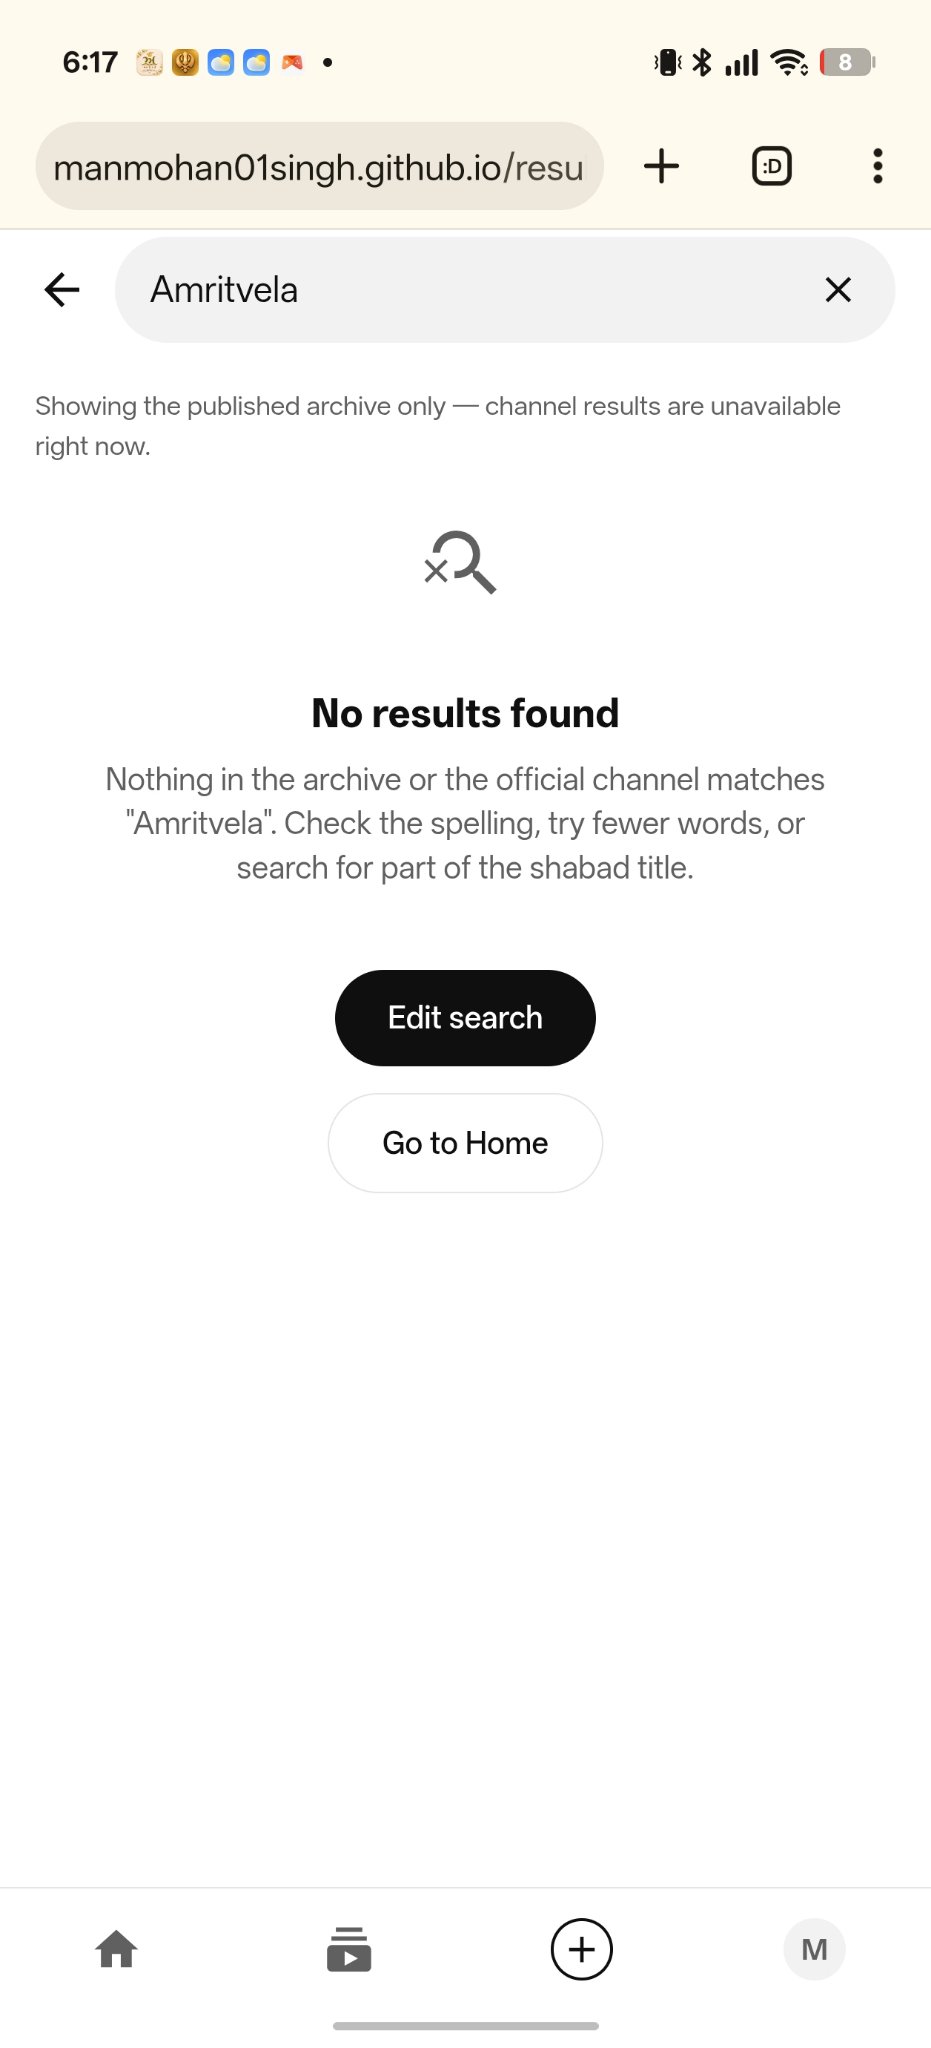 6:17
8
manmohan01singh.github.io/resu
:D
Amritvela
Showing the published archive only — channel results are unavailable
right now.
No results found
Nothing in the archive or the official channel matches
"Amritvela". Check the spelling, try fewer words, or
search for part of the shabad title.
Edit search
Go to Home
M